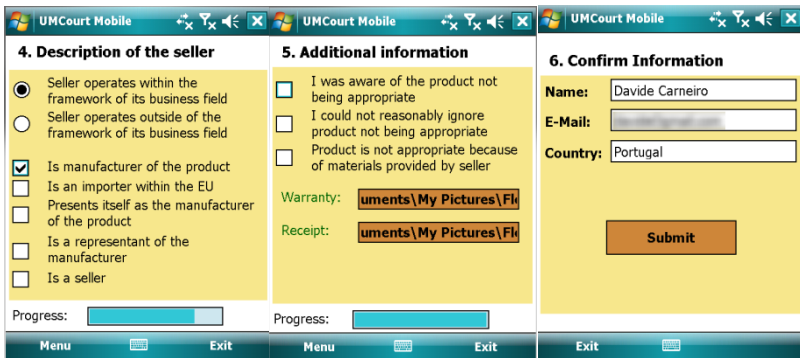 UMCourt Mobile
4. Description of the seller
Seller operates within the
framework of its business field
Seller operates outside of the
framework of its business field
Is manufacturer of the product
Is an importer within the EU
Presents itself as the manufacturer
of the product
Is a representant of the
manufacturer
Is a seller
Progress:
Menu
Exit
UMCourt Mobile
5. Additional information
I was aware of the product not
being appropriate
I could not reasonably ignore
product not being appropriate
Product is not appropriate because
of materials provided by seller
Warranty: uments\My Pictures\Fl
Receipt: uments\My Pictures\Fl
Progress:
Menu
Exit
UMCourt Mobile
6. Confirm Information
Name: Davide Carneiro
E-Mail:
Country: Portugal
Submit
Exit